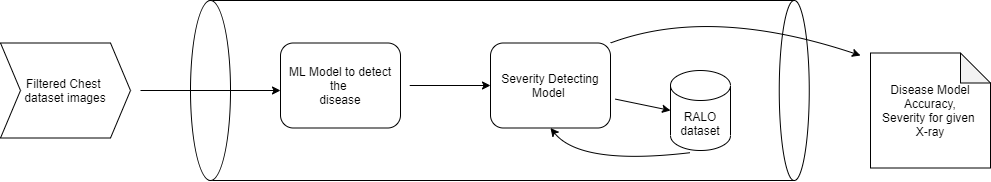 Filtered Chest
dataset images
ML Model to detect
the
disease
Severity Detecting
Model
RALO
dataset
Disease Model
Accuracy,
Severity for given
X-ray